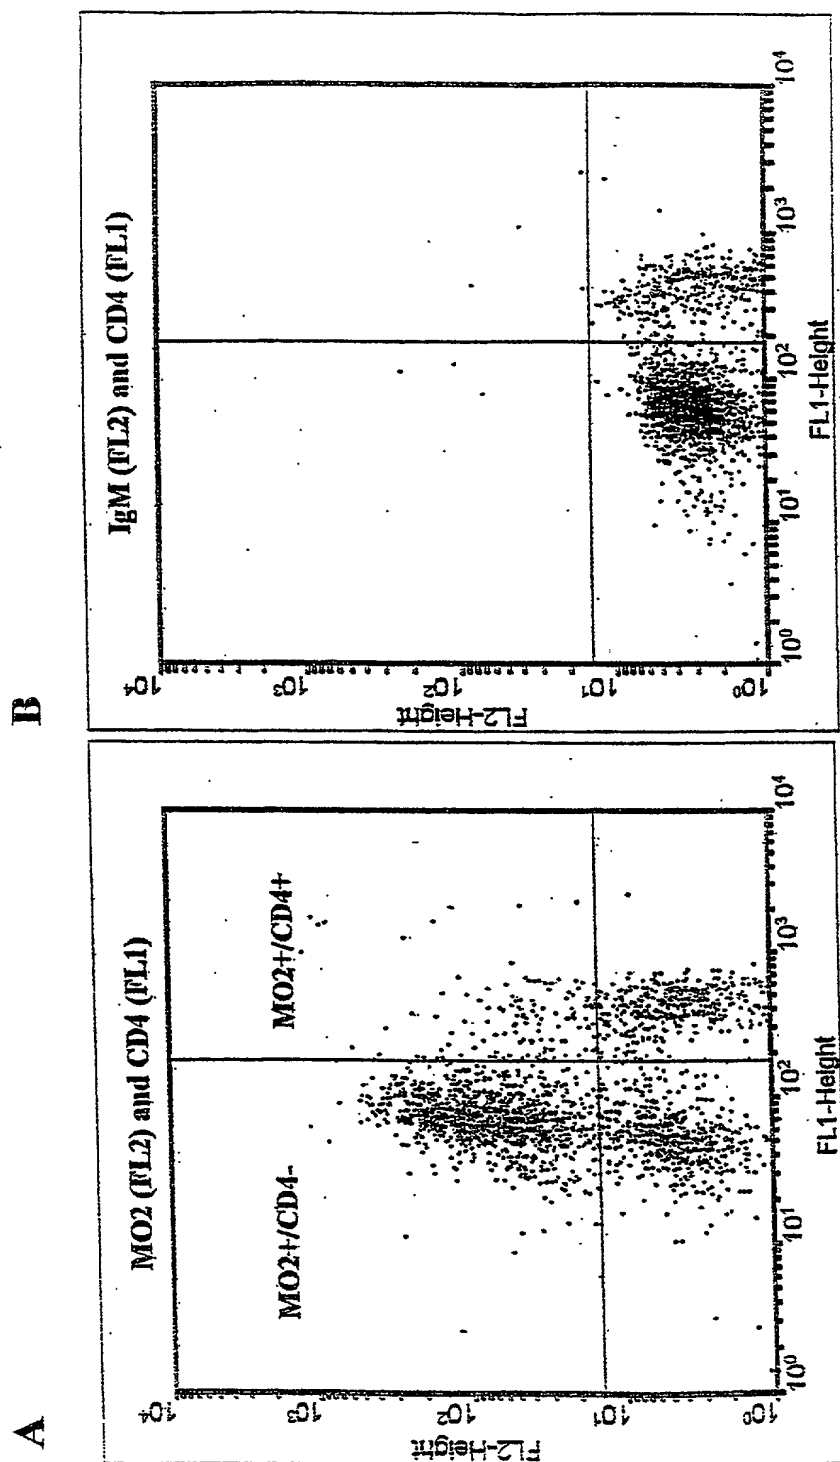 A
MO2 (FL2) and CD4 (FL1)
MO2+/CD4-
MO2+/CD4+
FL2-Height
10⁴
10³
10²
10¹
10⁰
10⁰
10¹
10²
10³
10⁴
FL1-Height
B
IgM (FL2) and CD4 (FL1)
FL2-Height
10⁴
10³
10²
10¹
10⁰
10⁰
10¹
10²
10³
10⁴
FL1-Height